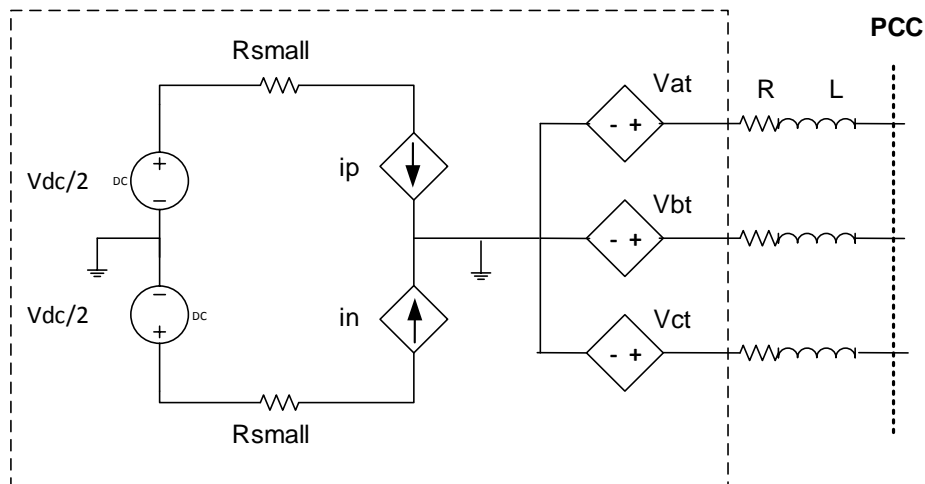 PCC
Rsmall
Vat
R L
+
- +
Vdc/2 DC
ip
−
Vbt
- +
−
Vdc/2 DC
in
+
Vct
- +
Rsmall